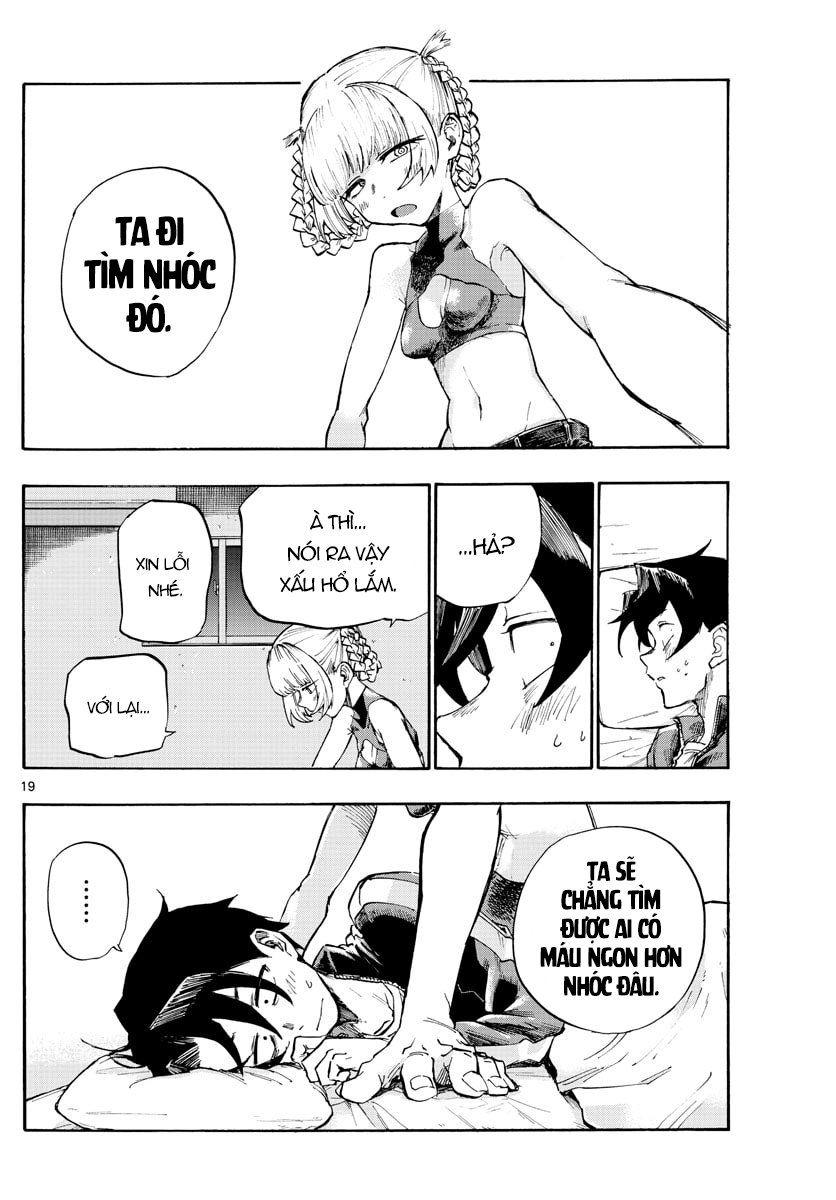 TA ĐI
TÌM NHÓC
ĐÓ.
...HẢ?
À THÌ...
NÓI RA VẬY
XẤU HỔ LẮM.
XIN LỖI
NHÉ.
VỚI LẠI...
19
TA SẼ
CHẲNG TÌM
ĐƯỢC AI CÓ
MÁU NGON HƠN
NHÓC ĐÂU.
......